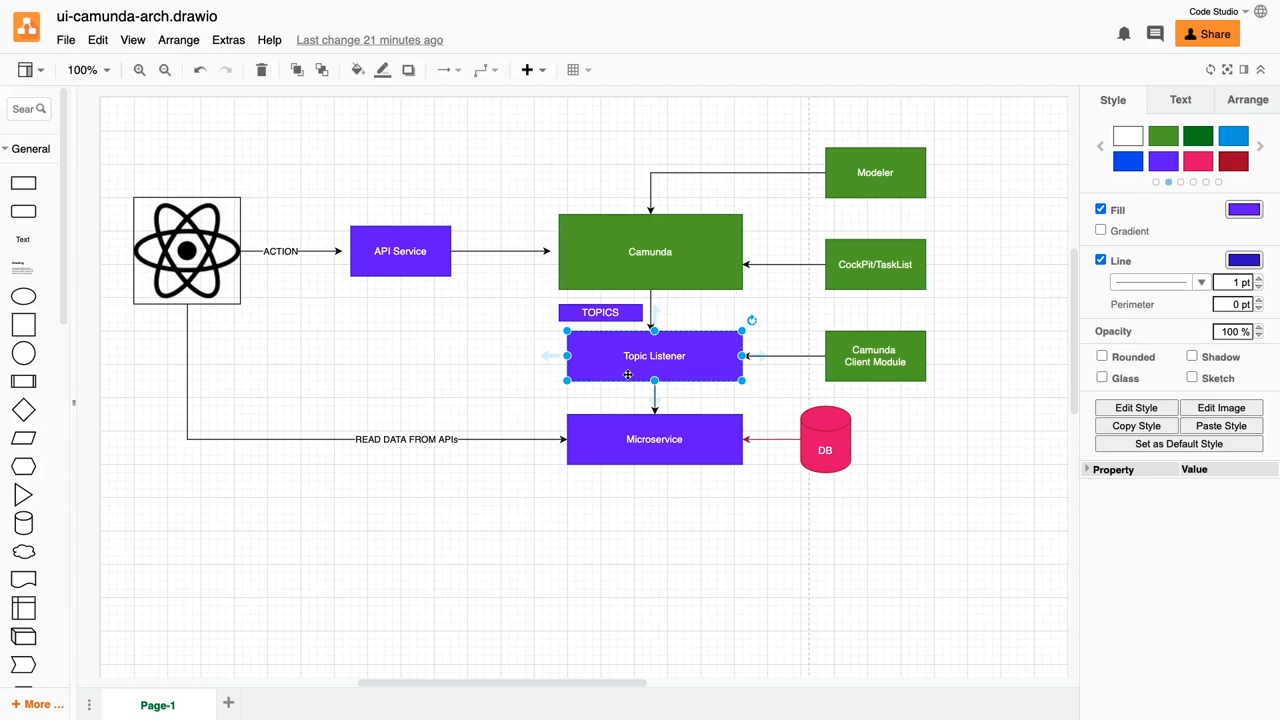 ui-camunda-arch.drawio
Code Studio
File Edit View Arrange Extras Help Last change 21 minutes ago
Share
100%
Sear
General
Text
Heading
More ...
Modeler
ACTION
API Service
Camunda
CockPit/TaskList
TOPICS
Topic Listener
Camunda
Client Module
READ DATA FROM APIs
Microservice
DB
Page-1
Style Text Arrange
Fill
Gradient
Line
1 pt
Perimeter 0 pt
Opacity 100 %
Rounded Shadow
Glass Sketch
Edit Style Edit Image
Copy Style Paste Style
Set as Default Style
Property Value